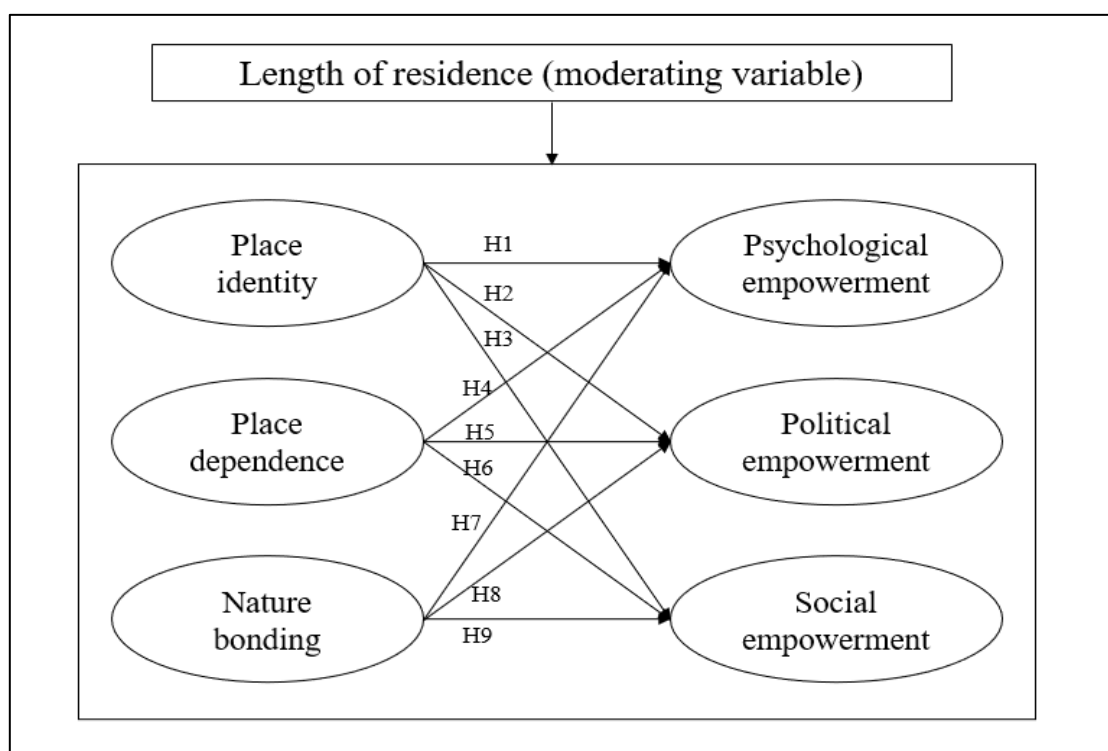 Length of residence (moderating variable)
Place
identity
H1
H2
H3
Psychological
empowerment
Place
dependence
H4
H5
H6
Political
empowerment
Nature
bonding
H7
H8
H9
Social
empowerment